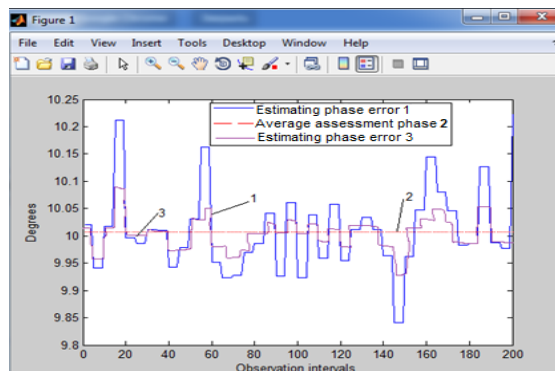 Figure 1
File Edit View Insert Tools Desktop Window Help
Estimating phase error 1
Average assessment phase 2
Estimating phase error 3
10.25
10.2
10.15
10.1
10.05
10
9.95
9.9
9.85
9.8
Degrees
1
2
3
0 20 40 60 80 100 120 140 160 180 200
Observation intervals